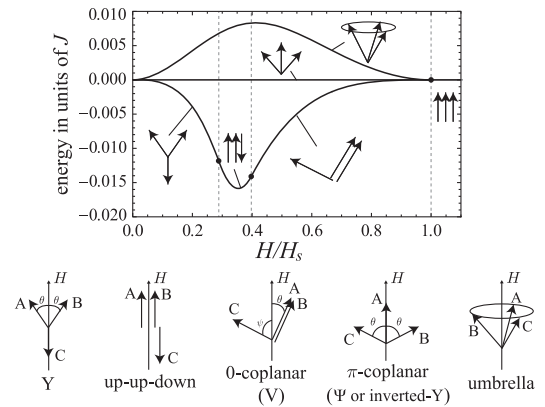 energy in units of J
0.010
0.005
0.000
−0.005
−0.010
−0.015
−0.020
0.0 0.2 0.4 0.6 0.8 1.0
H/Hs
H H H H H
A θ θ B A B C ψ θ A B A θ θ B C A B C
C C
Y up-up-down 0-coplanar π-coplanar umbrella
(V) (Ψ or inverted-Y)